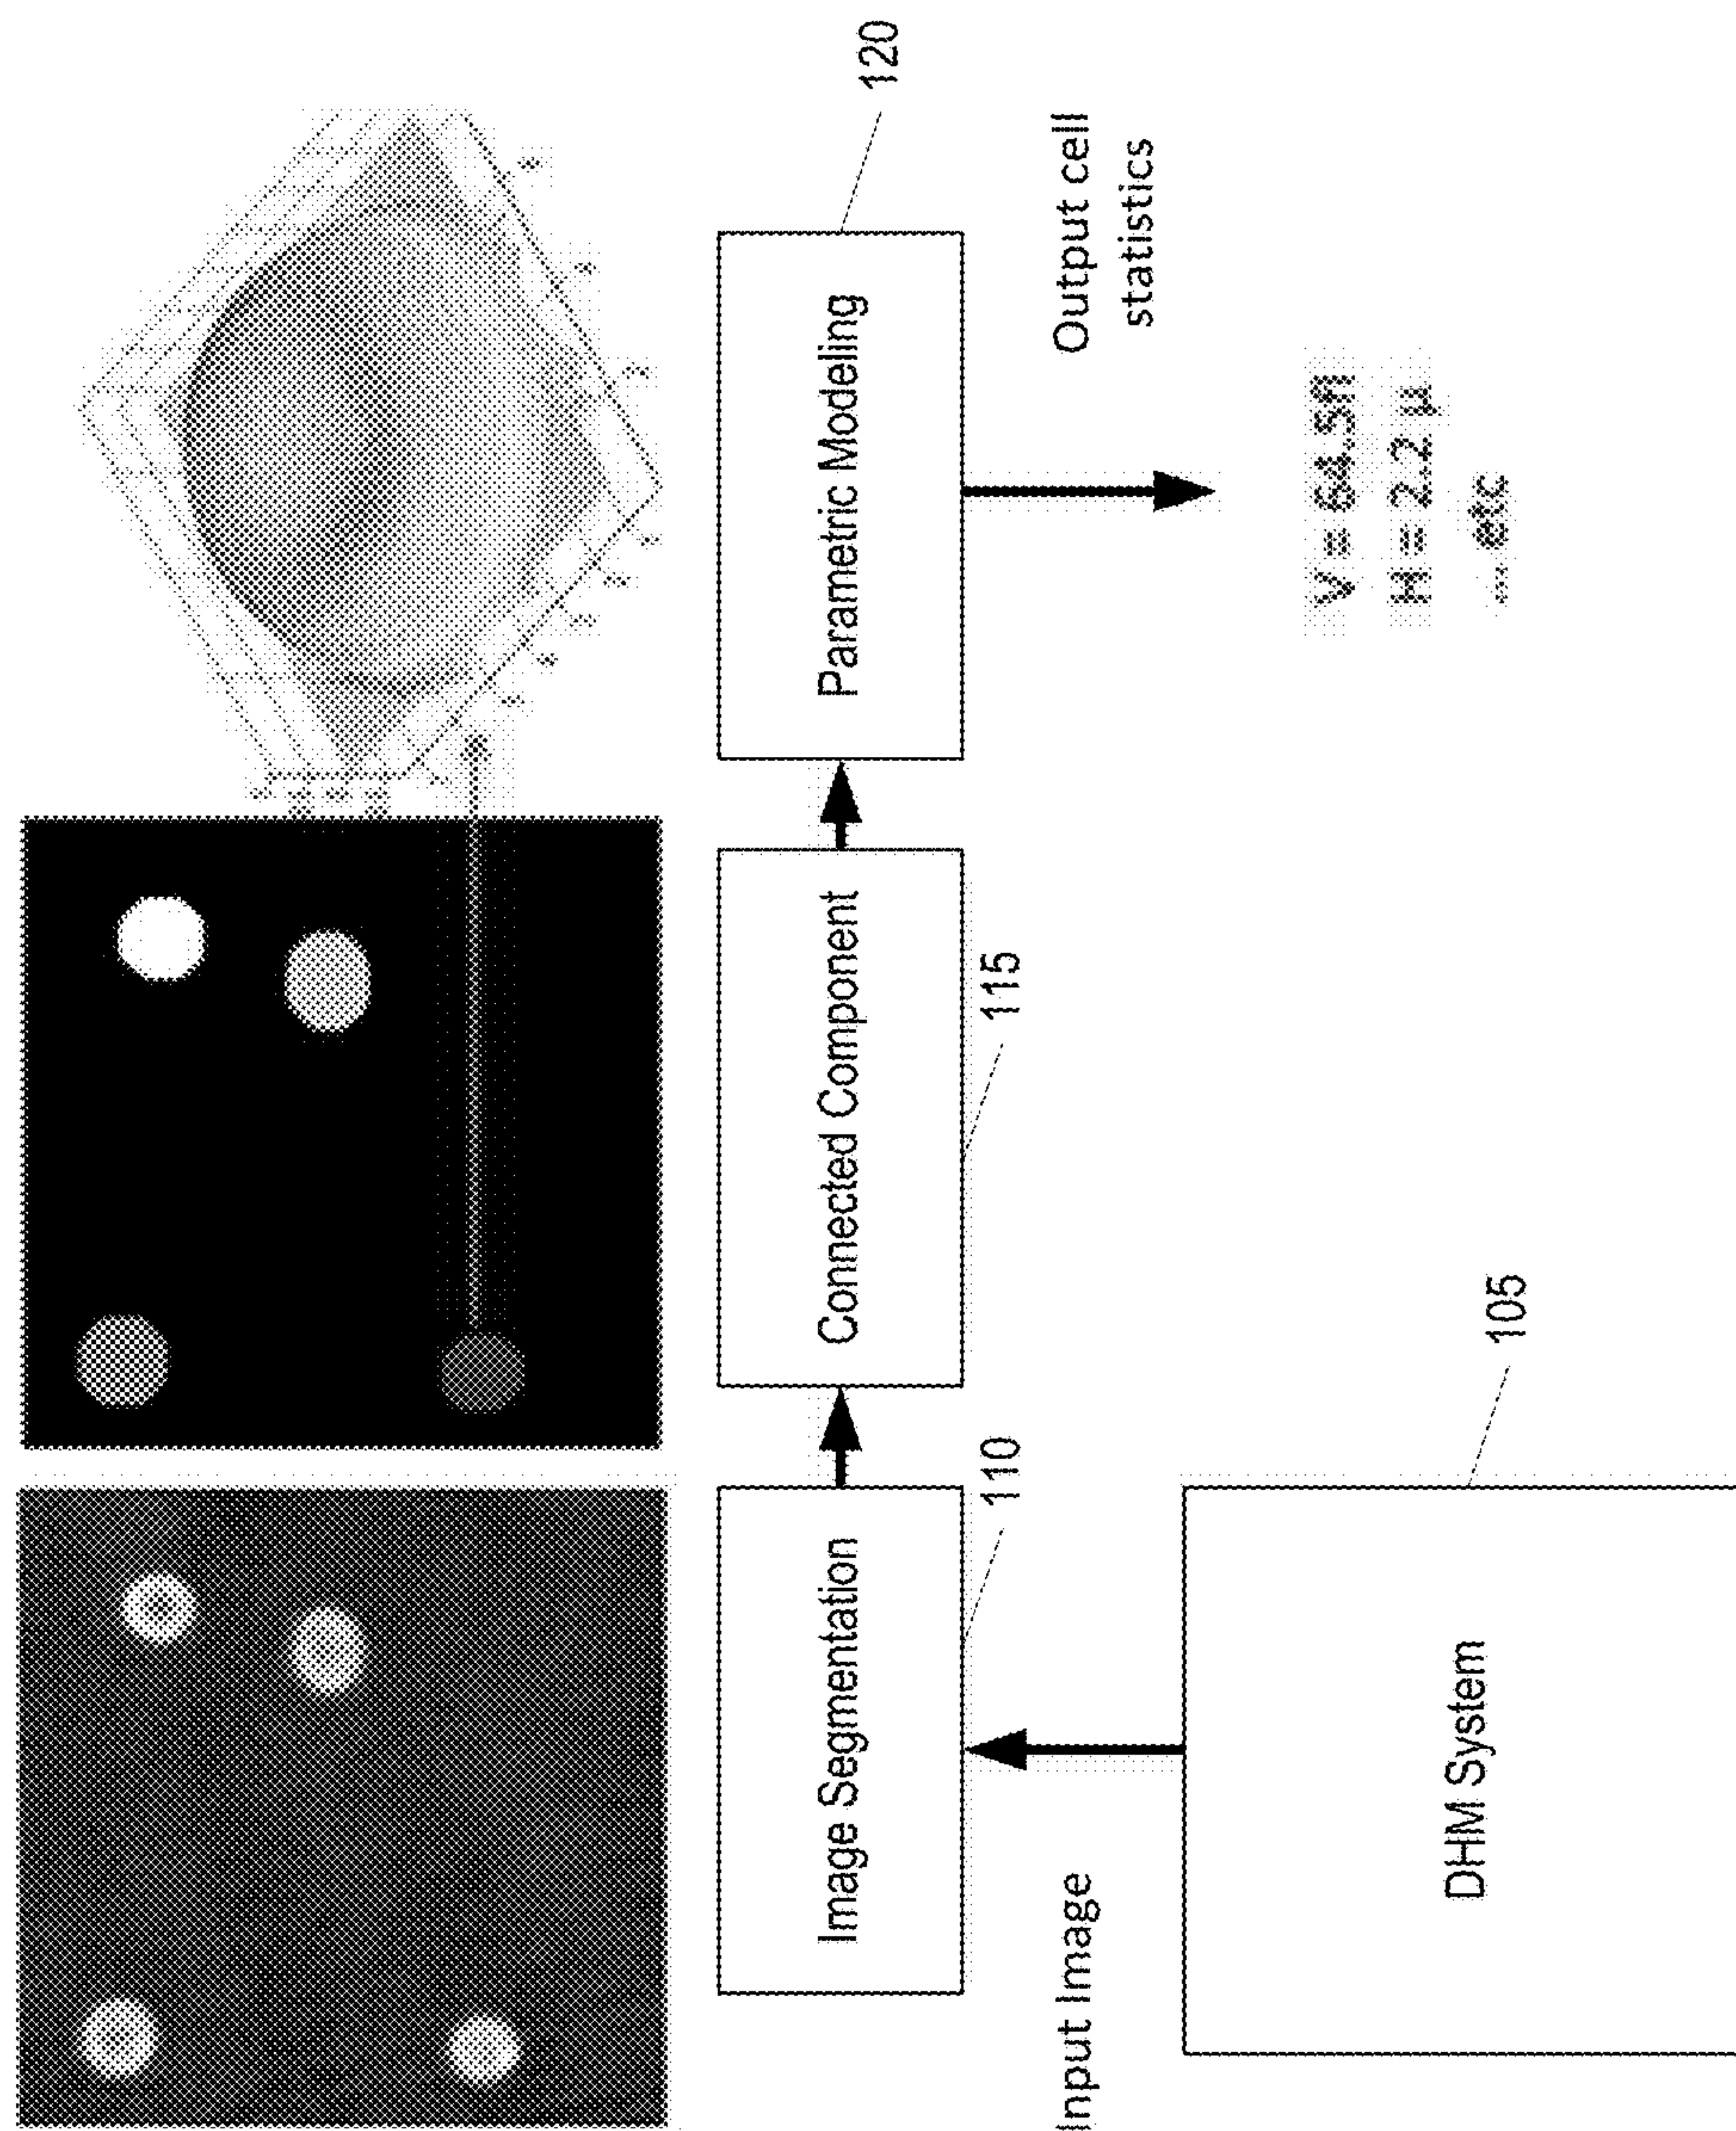 Image Segmentation
110
Connected Component
115
Parametric Modeling
120
Input Image
DHM System
105
Output cell
statistics
V = 64.5fl
H = 2.2 μ
... etc